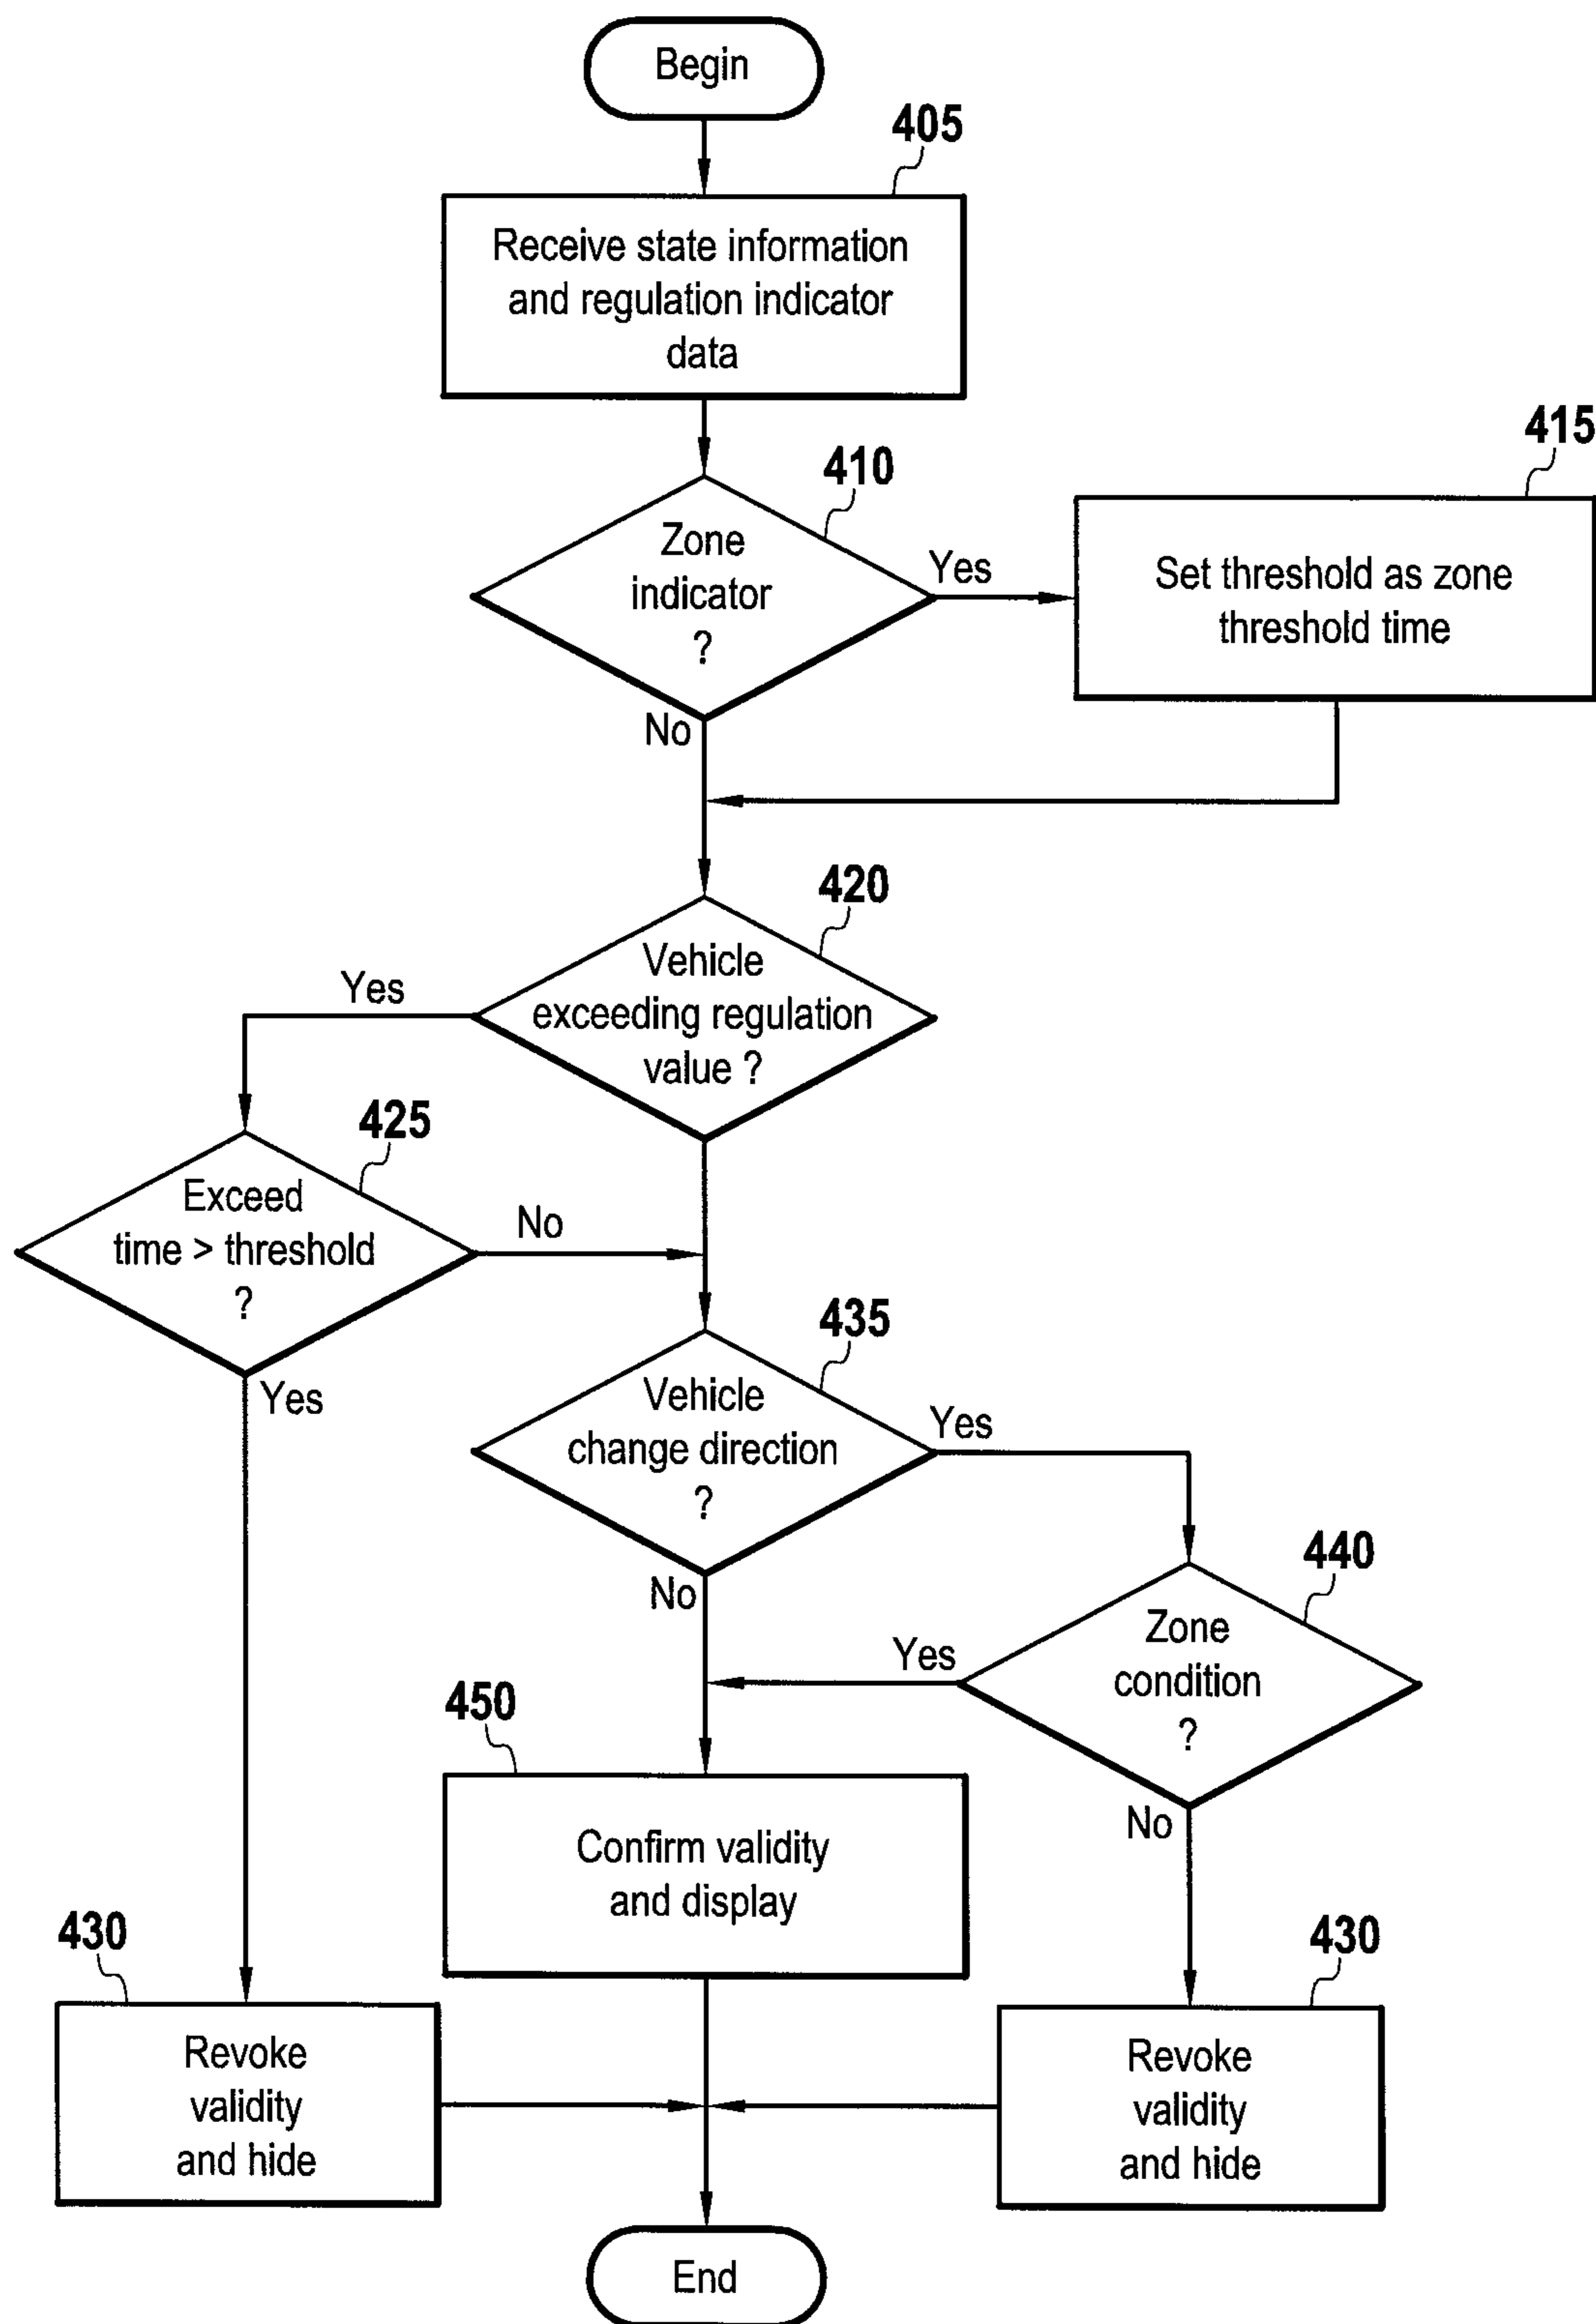 Begin
405
Receive state information
and regulation indicator
data
410
Zone
indicator
?
Yes
415
Set threshold as zone
threshold time
No
420
Vehicle
exceeding regulation
value ?
Yes
425
Exceed
time > threshold
?
No
Yes
435
Vehicle
change direction
?
Yes
No
440
Zone
condition
?
Yes
No
450
Confirm validity
and display
430
Revoke
validity
and hide
430
Revoke
validity
and hide
End